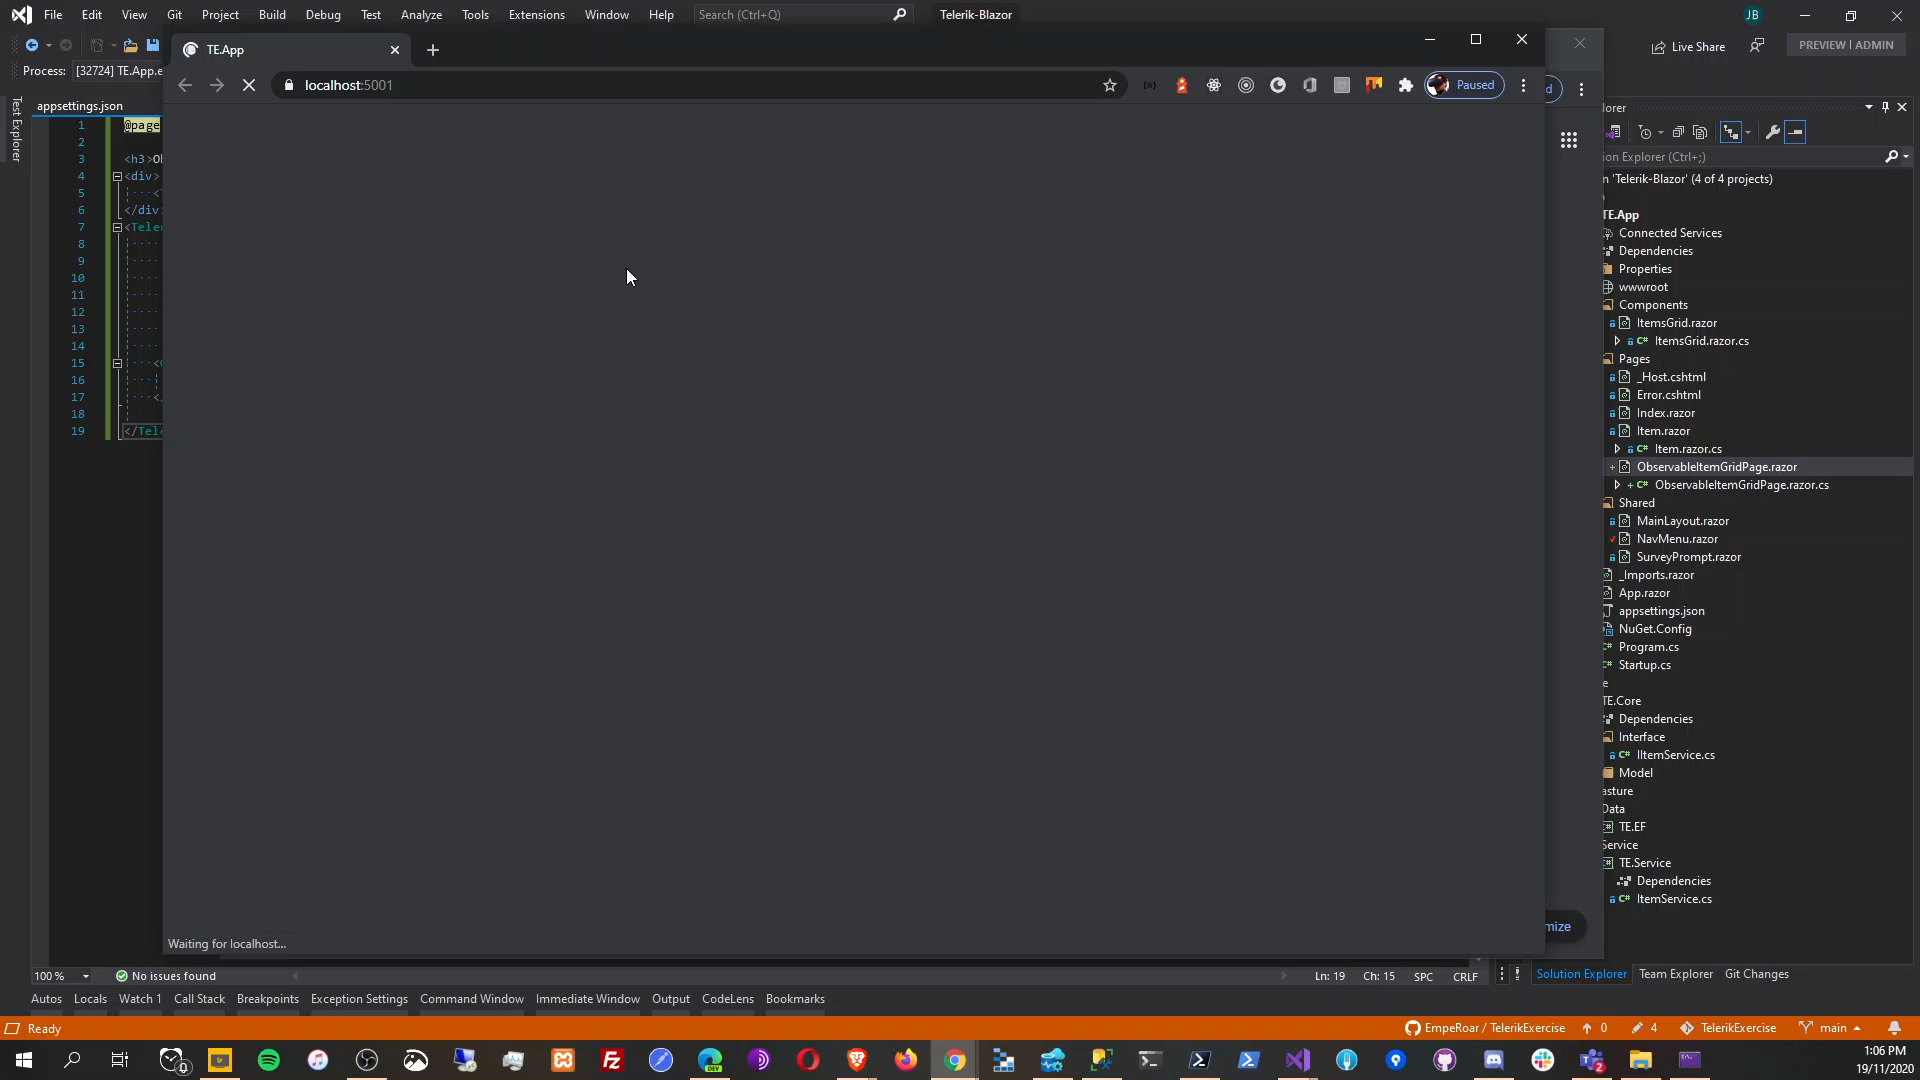 File Edit View Git Project Build Debug Test Analyze Tools Extensions Window Help Search (Ctrl+Q) Telerik-Blazor JB
Live Share PREVIEW | ADMIN
Process: [32724] TE.App.e
TE.App
localhost:5001
Paused
d
Test Explorer
appsettings.json
1 @page
2
3 <h3>Ob
4 <div>
5
6 </div
7 <Teler
8
9
10
11
12
13
14
15
16
17
18
19 </Tele
Waiting for localhost...
mize
lorer
ion Explorer (Ctrl+;)
n 'Telerik-Blazor' (4 of 4 projects)
TE.App
Connected Services
Dependencies
Properties
wwwroot
Components
ItemsGrid.razor
ItemsGrid.razor.cs
Pages
_Host.cshtml
Error.cshtml
Index.razor
Item.razor
Item.razor.cs
ObservableItemGridPage.razor
ObservableItemGridPage.razor.cs
Shared
MainLayout.razor
NavMenu.razor
SurveyPrompt.razor
_Imports.razor
App.razor
appsettings.json
NuGet.Config
Program.cs
Startup.cs
e
TE.Core
Dependencies
Interface
IItemService.cs
Model
asture
Data
TE.EF
Service
TE.Service
Dependencies
ItemService.cs
100 % No issues found Ln: 19 Ch: 15 SPC CRLF
Solution Explorer Team Explorer Git Changes
Autos Locals Watch 1 Call Stack Breakpoints Exception Settings Command Window Immediate Window Output CodeLens Bookmarks
Ready EmpeRoar / TelerikExercise 0 4 TelerikExercise main
1:06 PM
19/11/2020